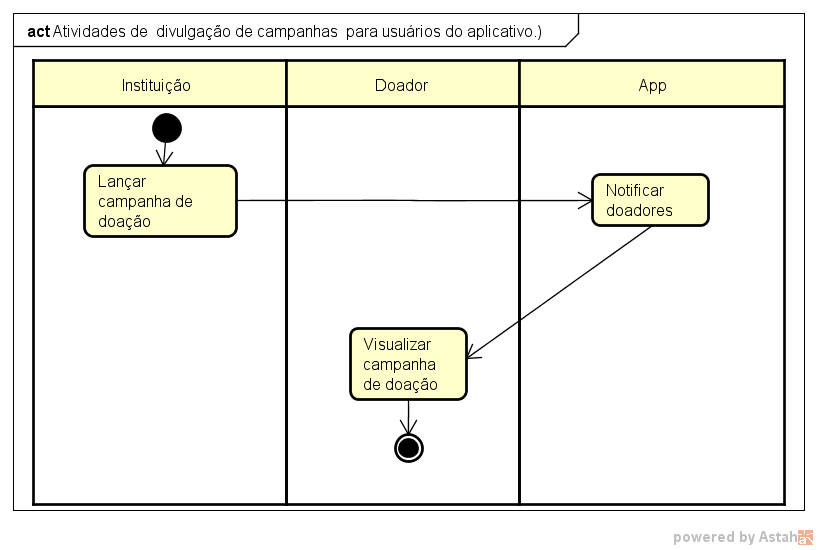 act Atividades de  divulgação de campanhas  para usuários do aplicativo.)
Instituição
Doador
App
Lançar
campanha de
doação
Notificar
doadores
Visualizar
campanha
de doação
powered by Astah